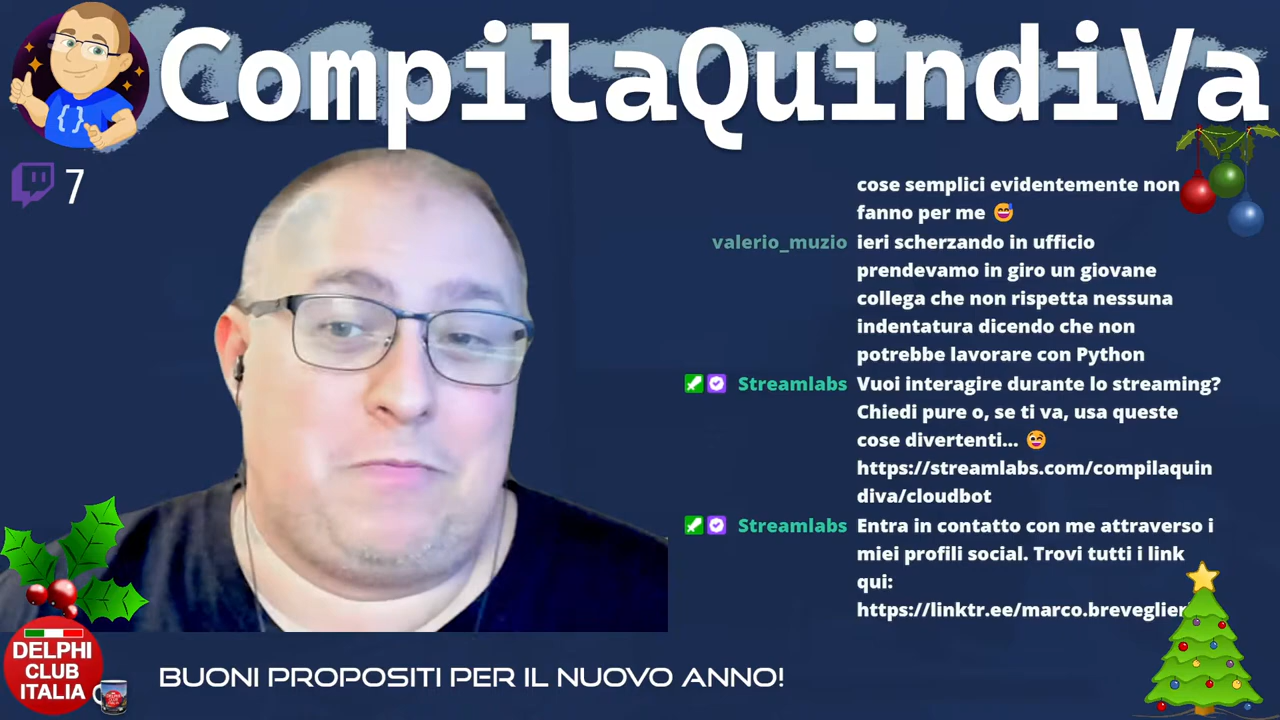 CompilaQuindiVa
{ }
7
cose semplici evidentemente non
fanno per me 😅
valerio_muzio ieri scherzando in ufficio
prendevamo in giro un giovane
collega che non rispetta nessuna
indentatura dicendo che non
potrebbe lavorare con Python
Streamlabs Vuoi interagire durante lo streaming?
Chiedi pure o, se ti va, usa queste
cose divertenti... 😄
https://streamlabs.com/compilaquin
diva/cloudbot
Streamlabs Entra in contatto con me attraverso i
miei profili social. Trovi tutti i link
qui:
https://linktr.ee/marco.breveglier
DELPHI
CLUB
ITALIA
BUONI PROPOSITI PER IL NUOVO ANNO!